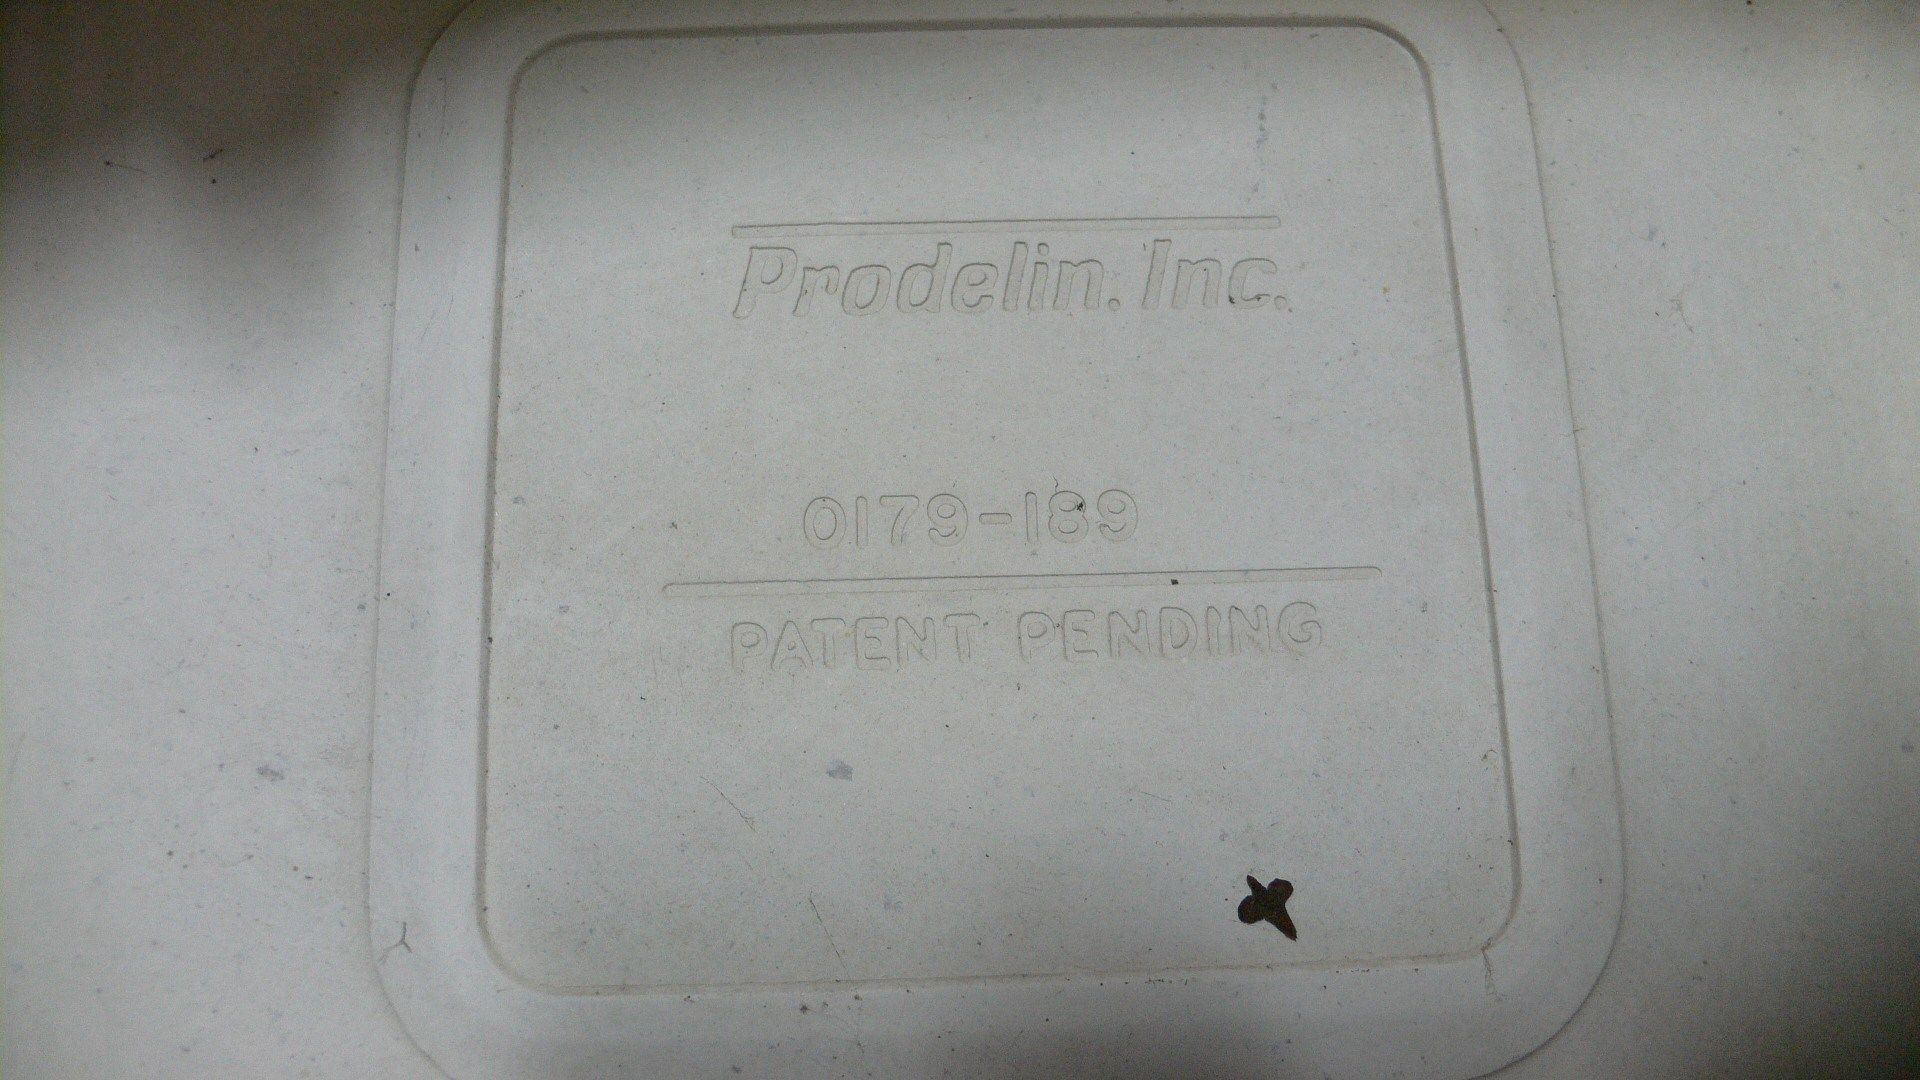 Prodelin. Inc.
0179-189
PATENT PENDING